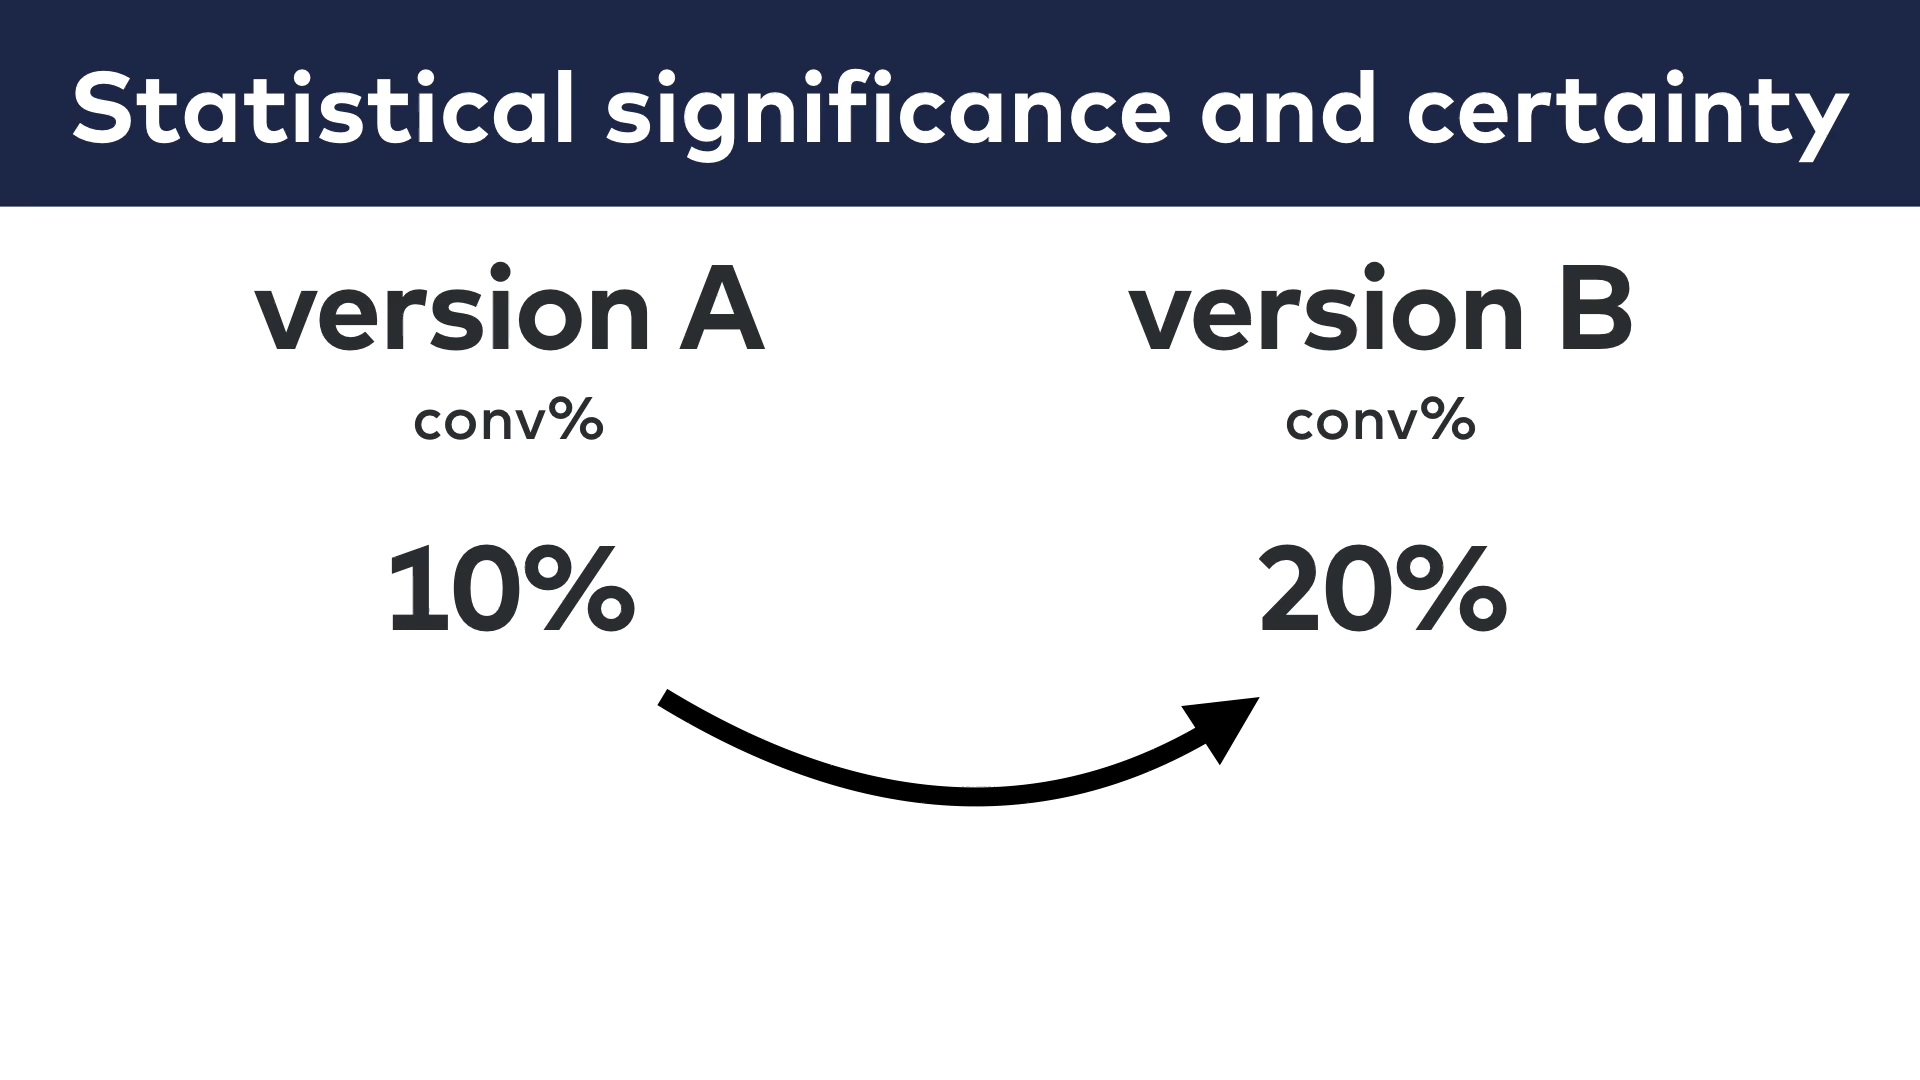 Statistical significance and certainty
version A
conv%
10%
version B
conv%
20%